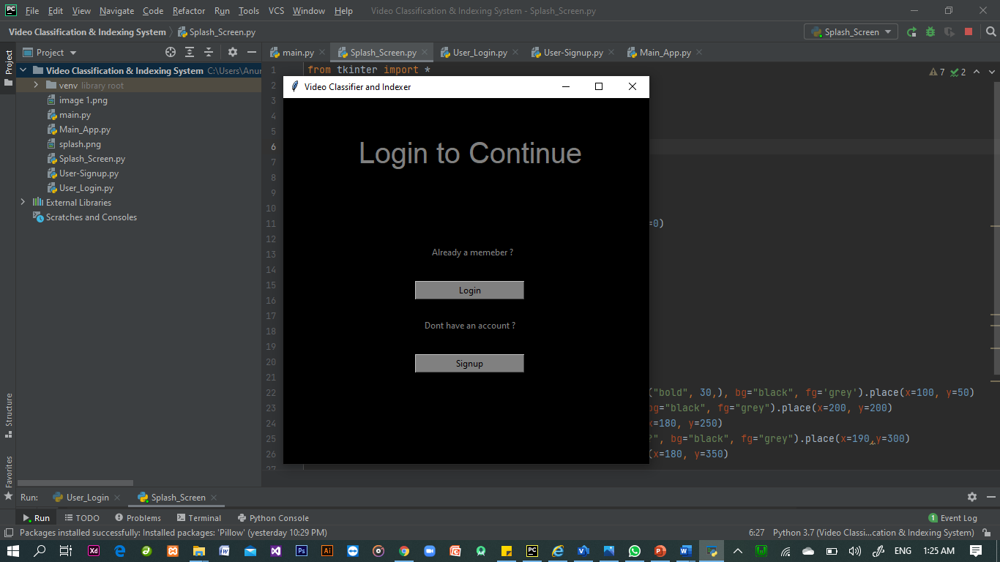 PC File Edit View Navigate Code Refactor Run Tools VCS Window Help Video Classification & Indexing System - Splash_Screen.py
Video Classification & Indexing System Splash_Screen.py Splash_Screen
Project main.py Splash_Screen.py User_Login.py User-Signup.py Main_App.py
Project
Structure
Favorites
Video Classification & Indexing System C:\Users\Anur
venv library root
image 1.png
main.py
Main_App.py
splash.png
Splash_Screen.py
User-Signup.py
User_Login.py
External Libraries
Scratches and Consoles
1 from tkinter import * 7 2
2
3
4
5
6
7
8
9
10
11 =0)
12
13
14
15
16
17
18
19
20
21
22 ("bold", 30,), bg="black", fg='grey').place(x=100, y=50)
23 bg="black", fg="grey").place(x=200, y=200)
24 x=180, y=250)
25 ?", bg="black", fg="grey").place(x=190,y=300)
26 (x=180, y=350)
27
Video Classifier and Indexer
Login to Continue
Already a memeber ?
Login
Dont have an account ?
Signup
Run: User_Login Splash_Screen
Run TODO Problems Terminal Python Console 1 Event Log
Packages installed successfully: Installed packages: 'Pillow' (yesterday 10:29 PM) 6:27 Python 3.7 (Video Classi...cation & Indexing System)
Xd Ps Ai PC ENG 1:25 AM